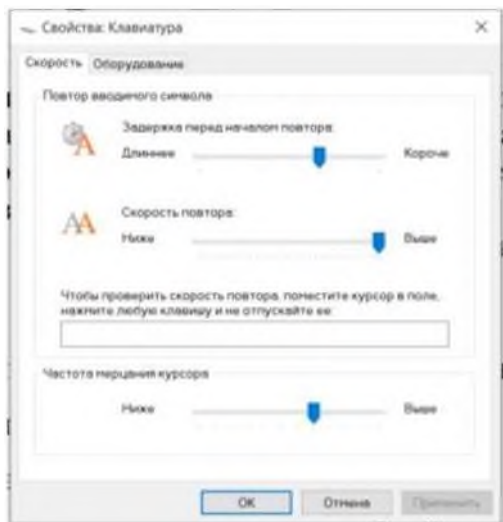 Свойства: Клавиатура
Скорость Оборудование
Повтор вводимого символа
Задержка перед началом повтора:
Длиннее Короче
Скорость повтора:
Ниже Выше
Чтобы проверить скорость повтора, поместите курсор в поле,
нажмите любую клавишу и не отпускайте ее:
Частота мерцания курсора
Ниже Выше
ОК Отмена Применить